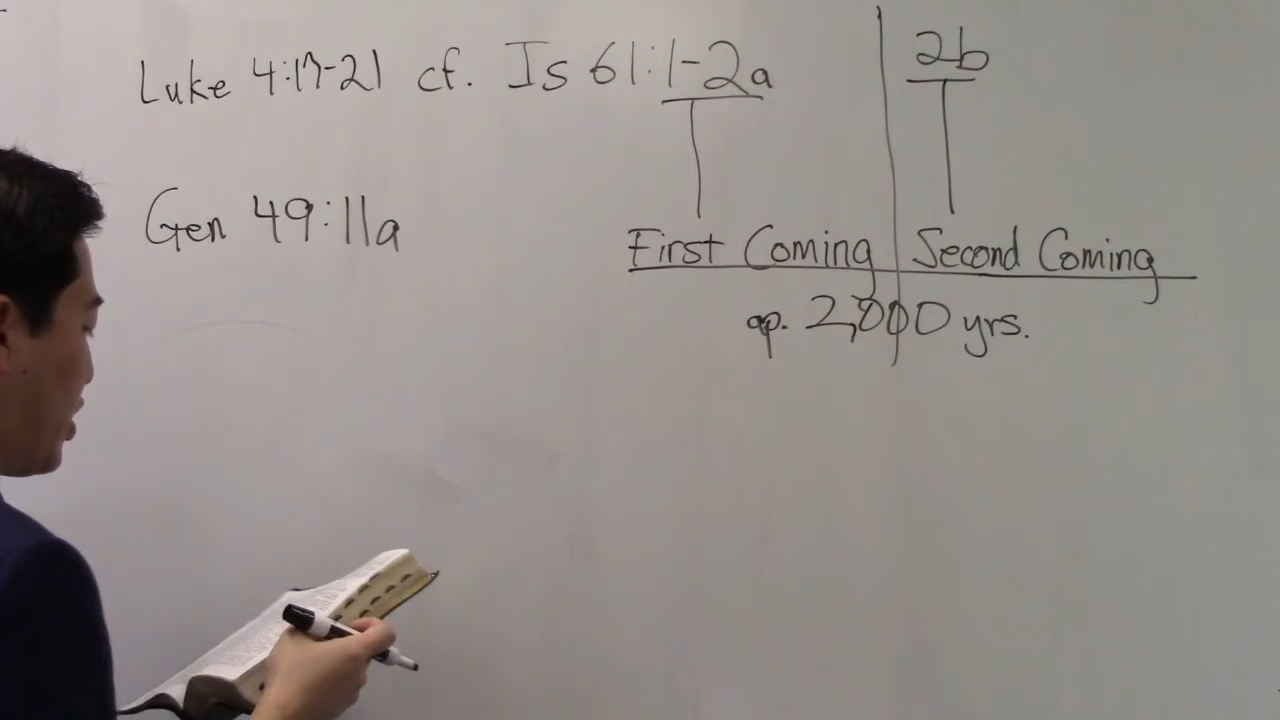 Luke 4:17-21 cf. Is 61:1-2a 2b
Gen 49:11a
First Coming Second Coming
ap. 2,000 yrs.